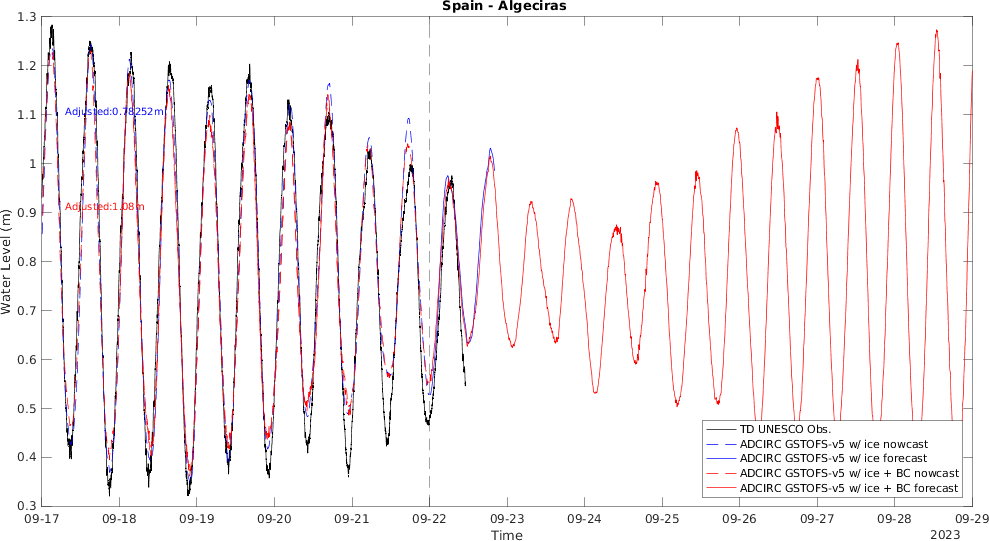 Spain - Algeciras
1.3
1.2
1.1
1
0.9
0.8
0.7
0.6
0.5
0.4
0.3
Water Level (m)
Adjusted:0.78252m
Adjusted:1.08m
TD UNESCO Obs.
ADCIRC GSTOFS-v5 w/ ice nowcast
ADCIRC GSTOFS-v5 w/ ice forecast
ADCIRC GSTOFS-v5 w/ ice + BC nowcast
ADCIRC GSTOFS-v5 w/ ice + BC forecast
09-17 09-18 09-19 09-20 09-21 09-22 09-23 09-24 09-25 09-26 09-27 09-28 09-29
Time
2023